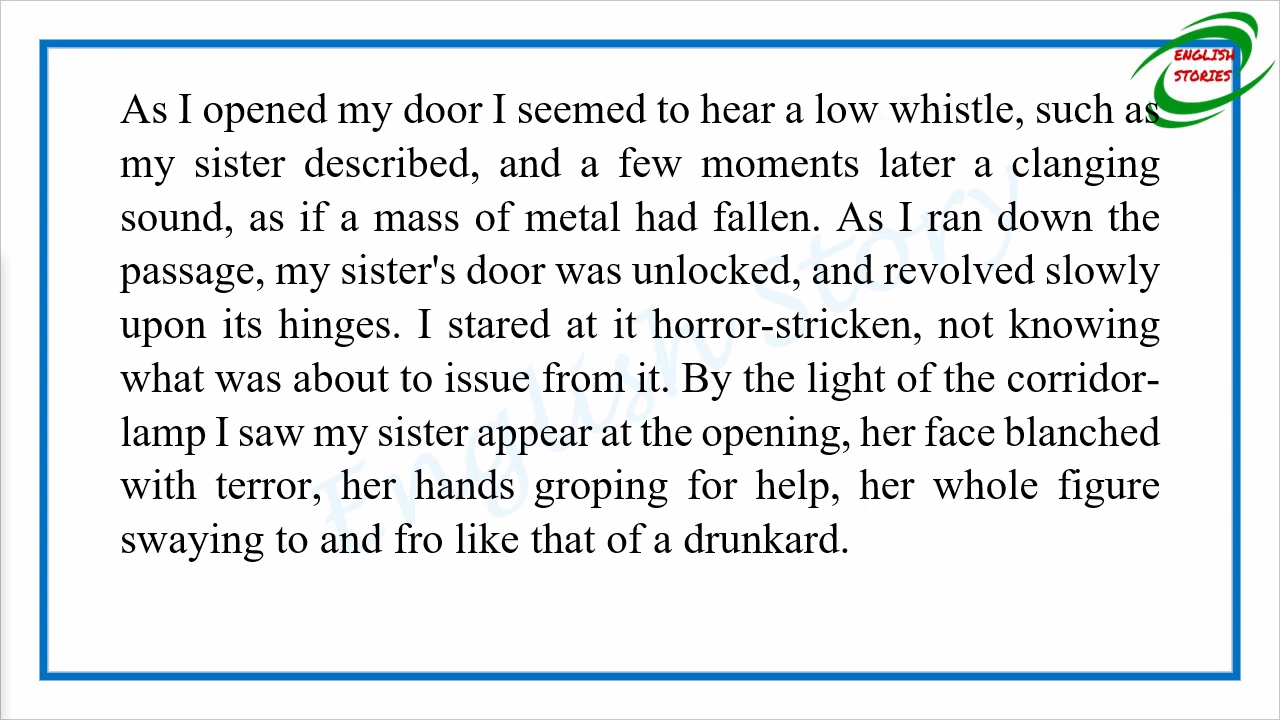 ENGLISH
STORIES
As I opened my door I seemed to hear a low whistle, such as
my sister described, and a few moments later a clanging
sound, as if a mass of metal had fallen. As I ran down the
passage, my sister's door was unlocked, and revolved slowly
upon its hinges. I stared at it horror-stricken, not knowing
what was about to issue from it. By the light of the corridor-
lamp I saw my sister appear at the opening, her face blanched
with terror, her hands groping for help, her whole figure
swaying to and fro like that of a drunkard.
English Story